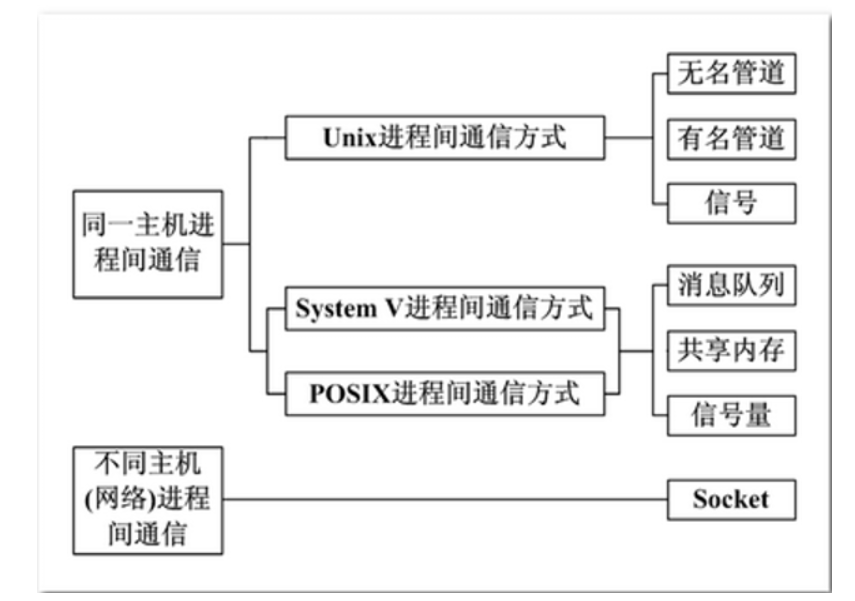 无名管道
Unix进程间通信方式
有名管道
信号
同一主机进
程间通信
消息队列
System V进程间通信方式
共享内存
POSIX进程间通信方式
信号量
不同主机
(网络)进程
间通信
Socket